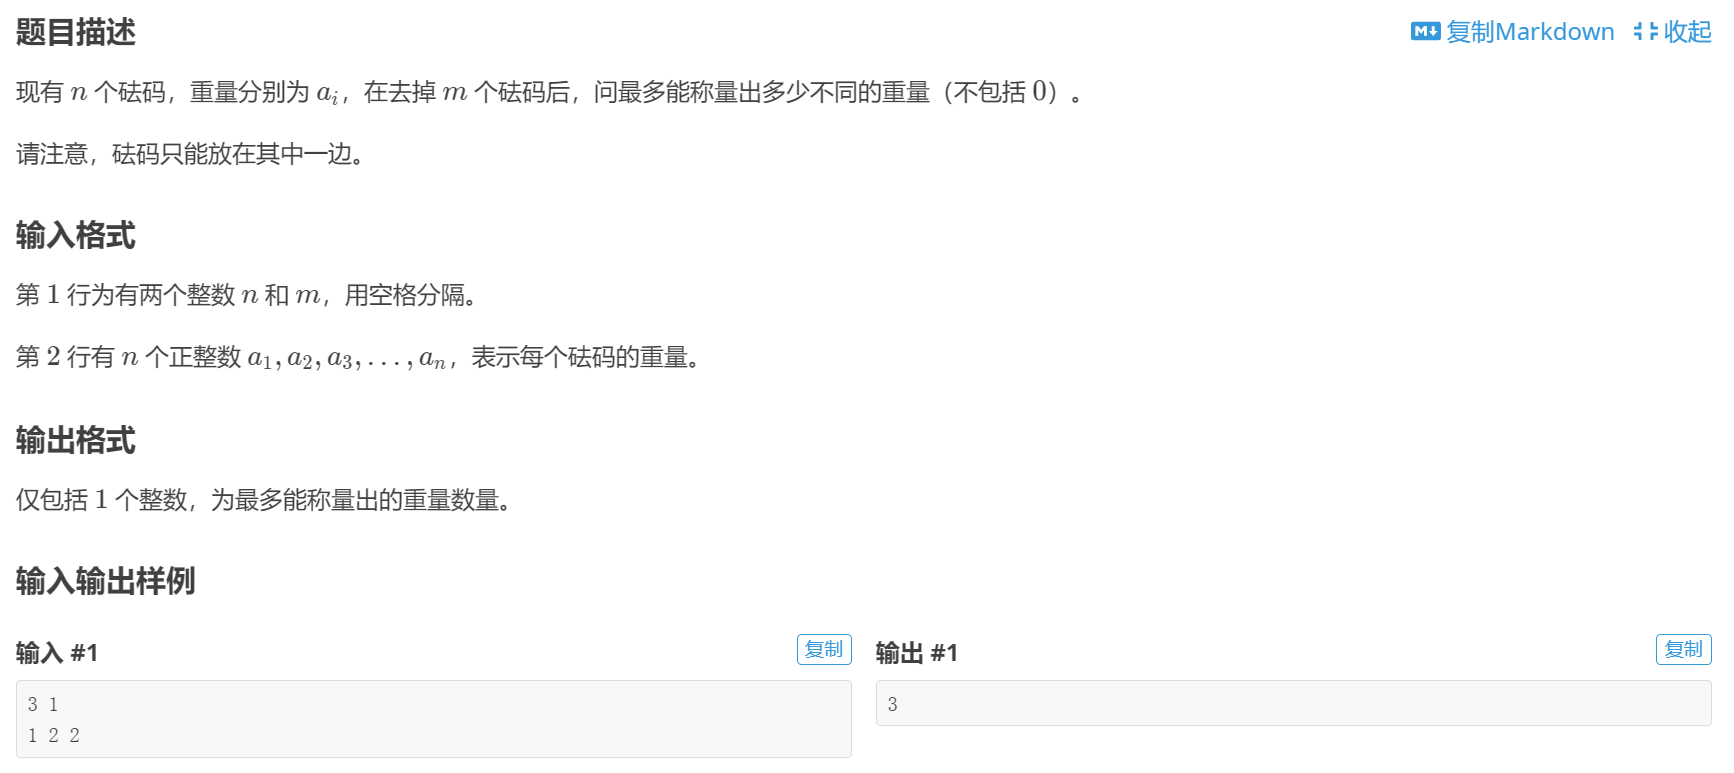 题目描述
复制Markdown 收起
现有 n 个砝码，重量分别为 aᵢ，在去掉 m 个砝码后，问最多能称量出多少不同的重量（不包括 0）。
请注意，砝码只能放在其中一边。
输入格式
第 1 行为有两个整数 n 和 m，用空格分隔。
第 2 行有 n 个正整数 a₁, a₂, a₃, . . . , aₙ，表示每个砝码的重量。
输出格式
仅包括 1 个整数，为最多能称量出的重量数量。
输入输出样例
输入 #1 复制
3 1
1 2 2
输出 #1 复制
3